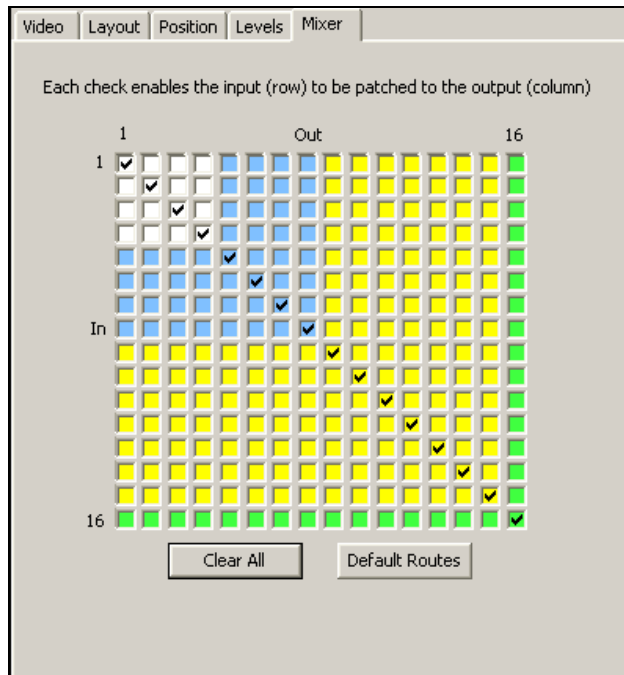 Video Layout Position Levels Mixer
Each check enables the input (row) to be patched to the output (column)
1 Out 16
1
In
16
Clear All Default Routes